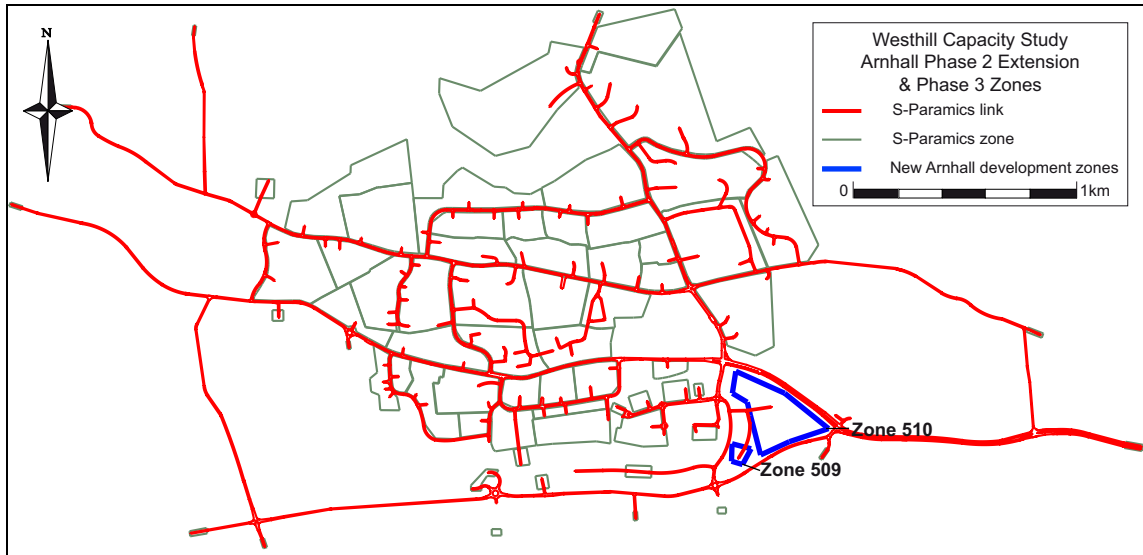 N
Westhill Capacity Study
Arnhall Phase 2 Extension
& Phase 3 Zones
S-Paramics link
S-Paramics zone
New Arnhall development zones
0 1km
Zone 510
Zone 509